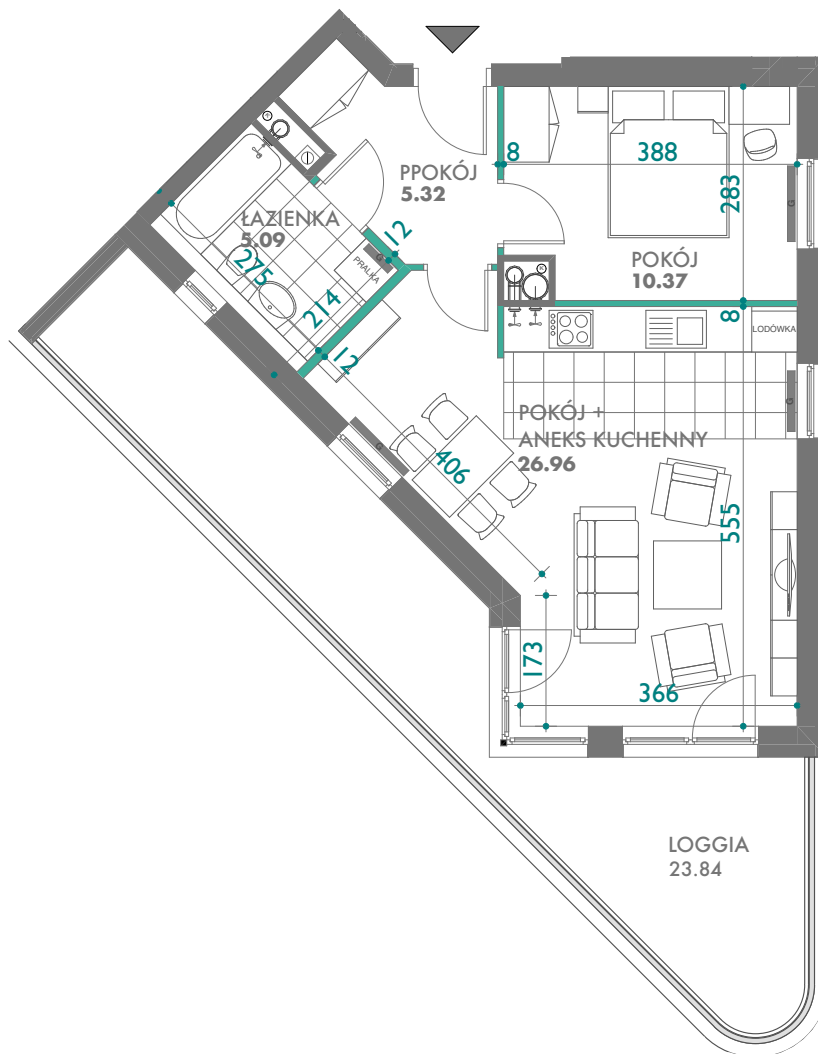 8
388
283
PPOKÓJ
5.32
ŁAZIENKA
5.09
12
G
PRALKA
275
214
12
POKÓJ
10.37
G
8
LODÓWKA
G
POKÓJ +
ANEKS KUCHENNY
26.96
G
406
555
173
366
LOGGIA
23.84